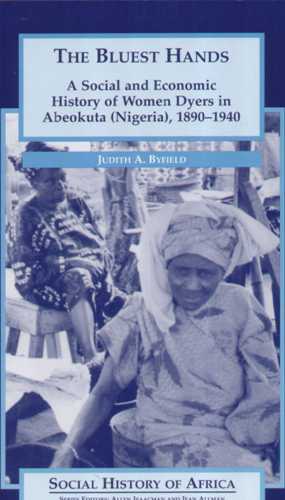 THE BLUEST HANDS
A Social and Economic
History of Women Dyers in
Abeokuta (Nigeria), 1890–1940
JUDITH A. BYFIELD
SOCIAL HISTORY OF AFRICA
SERIES EDITORS: ALLEN ISAACMAN AND JEAN ALLMAN